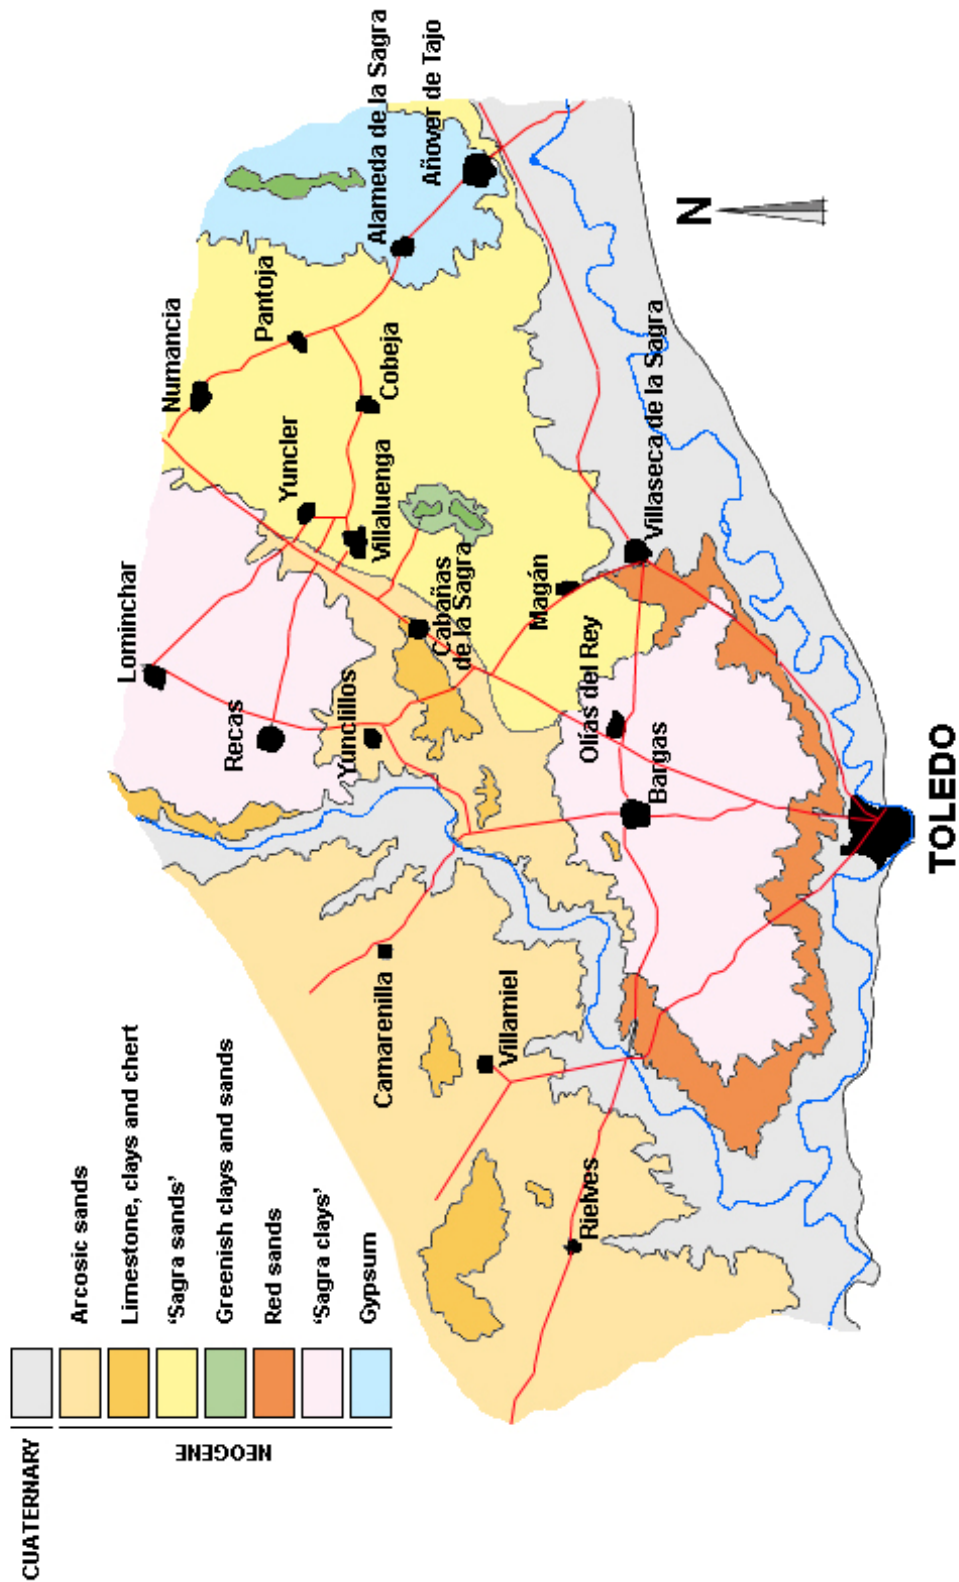 CUATERNARY
NEOGENE
Arcosic sands
Limestone, clays and chert
‘Sagra sands’
Greenish clays and sands
Red sands
‘Sagra clays’
Gypsum
Lominchar
Numancia
Pantoja
Alameda de la Sagra
Añover de Tajo
Yuncler
Cobeja
Villaluenga
Recas
Yunclillos
Cabañas
de la Sagra
Magán
Villaseca de la Sagra
Olías del Rey
Bargas
Camarenilla
Villamiel
Rielves
N
TOLEDO